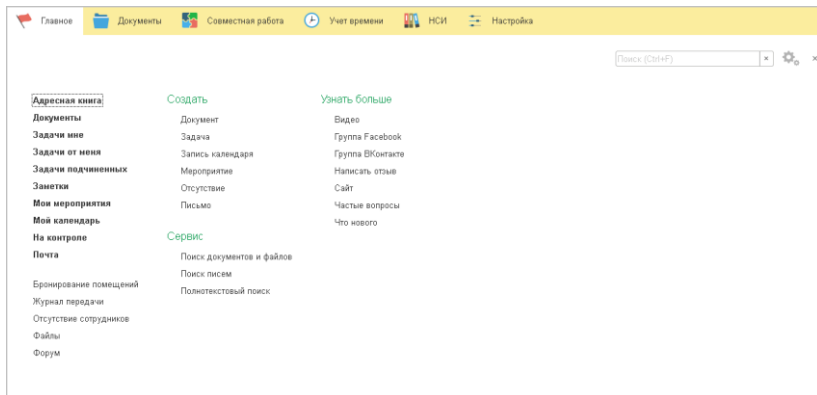 Главное
Документы
Совместная работа
Учет времени
НСИ
Настройка
Поиск (Ctrl+F)
Адресная книга
Документы
Задачи мне
Задачи от меня
Задачи подчиненных
Заметки
Мои мероприятия
Мой календарь
На контроле
Почта
Бронирование помещений
Журнал передачи
Отсутствие сотрудников
Файлы
Форум
Создать
Документ
Задача
Запись календаря
Мероприятие
Отсутствие
Письмо
Сервис
Поиск документов и файлов
Поиск писем
Полнотекстовый поиск
Узнать больше
Видео
Группа Facebook
Группа ВКонтакте
Написать отзыв
Сайт
Частые вопросы
Что нового